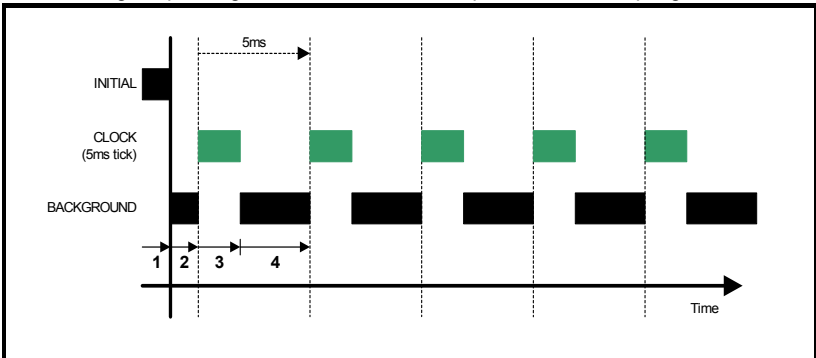 5ms
INITIAL
CLOCK
(5ms tick)
BACKGROUND
1 2 3 4
Time